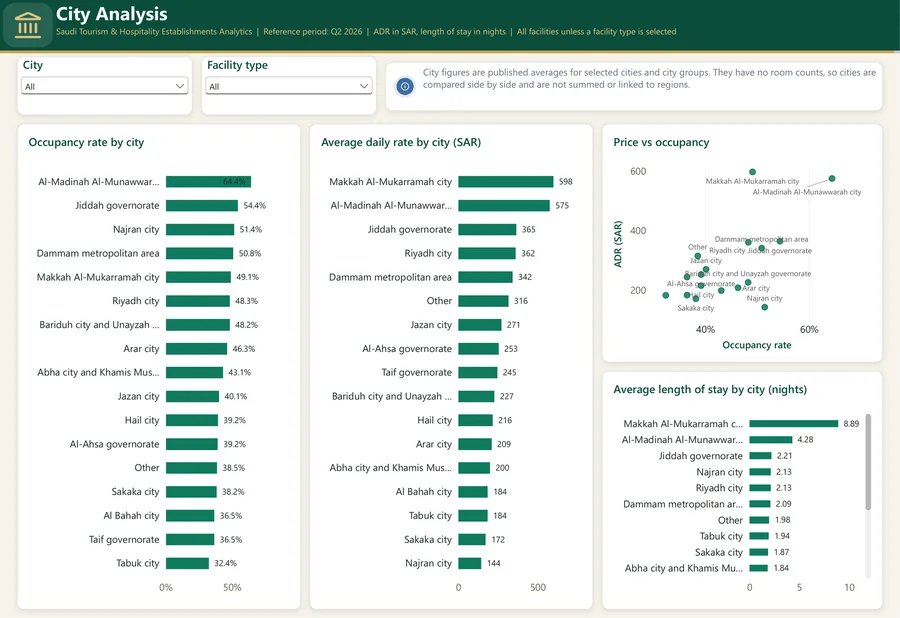 City Analysis
Saudi Tourism & Hospitality Establishments Analytics | Reference period: Q2 2026 | ADR in SAR, length of stay in nights | All facilities unless a facility type is selected
City
All
Facility type
All
City figures are published averages for selected cities and city groups. They have no room counts, so cities are
compared side by side and are not summed or linked to regions.
Occupancy rate by city
Al-Madinah Al-Munawwar... 64.4%
Jiddah governorate 54.4%
Najran city 51.4%
Dammam metropolitan area 50.8%
Makkah Al-Mukarramah city 49.1%
Riyadh city 48.3%
Bariduh city and Unayzah ... 48.2%
Arar city 46.3%
Abha city and Khamis Mus... 43.1%
Jazan city 40.1%
Hail city 39.2%
Al-Ahsa governorate 39.2%
Other 38.5%
Sakaka city 38.2%
Al Bahah city 36.5%
Taif governorate 36.5%
Tabuk city 32.4%
0% 50%
Average daily rate by city (SAR)
Makkah Al-Mukarramah city 598
Al-Madinah Al-Munawwar... 575
Jiddah governorate 365
Riyadh city 362
Dammam metropolitan area 342
Other 316
Jazan city 271
Al-Ahsa governorate 253
Taif governorate 245
Bariduh city and Unayzah ... 227
Hail city 216
Arar city 209
Abha city and Khamis Mus... 200
Al Bahah city 184
Tabuk city 184
Sakaka city 172
Najran city 144
0 500
Price vs occupancy
ADR (SAR)
600
400
200
Makkah Al-Mukarramah city
Al-Madinah Al-Munawwarah city
Dammam metropolitan area
Other
Riyadh city
Jiddah governorate
Jazan city
Bariduh city and Unayzah governorate
Al-Ahsa governorate
Arar city
Hail city
Najran city
Sakaka city
40% 60%
Occupancy rate
Average length of stay by city (nights)
Makkah Al-Mukarramah c... 8.89
Al-Madinah Al-Munawwar... 4.28
Jiddah governorate 2.21
Najran city 2.13
Riyadh city 2.13
Dammam metropolitan ar... 2.09
Other 1.98
Tabuk city 1.94
Sakaka city 1.87
Abha city and Khamis Mus... 1.84
0 5 10